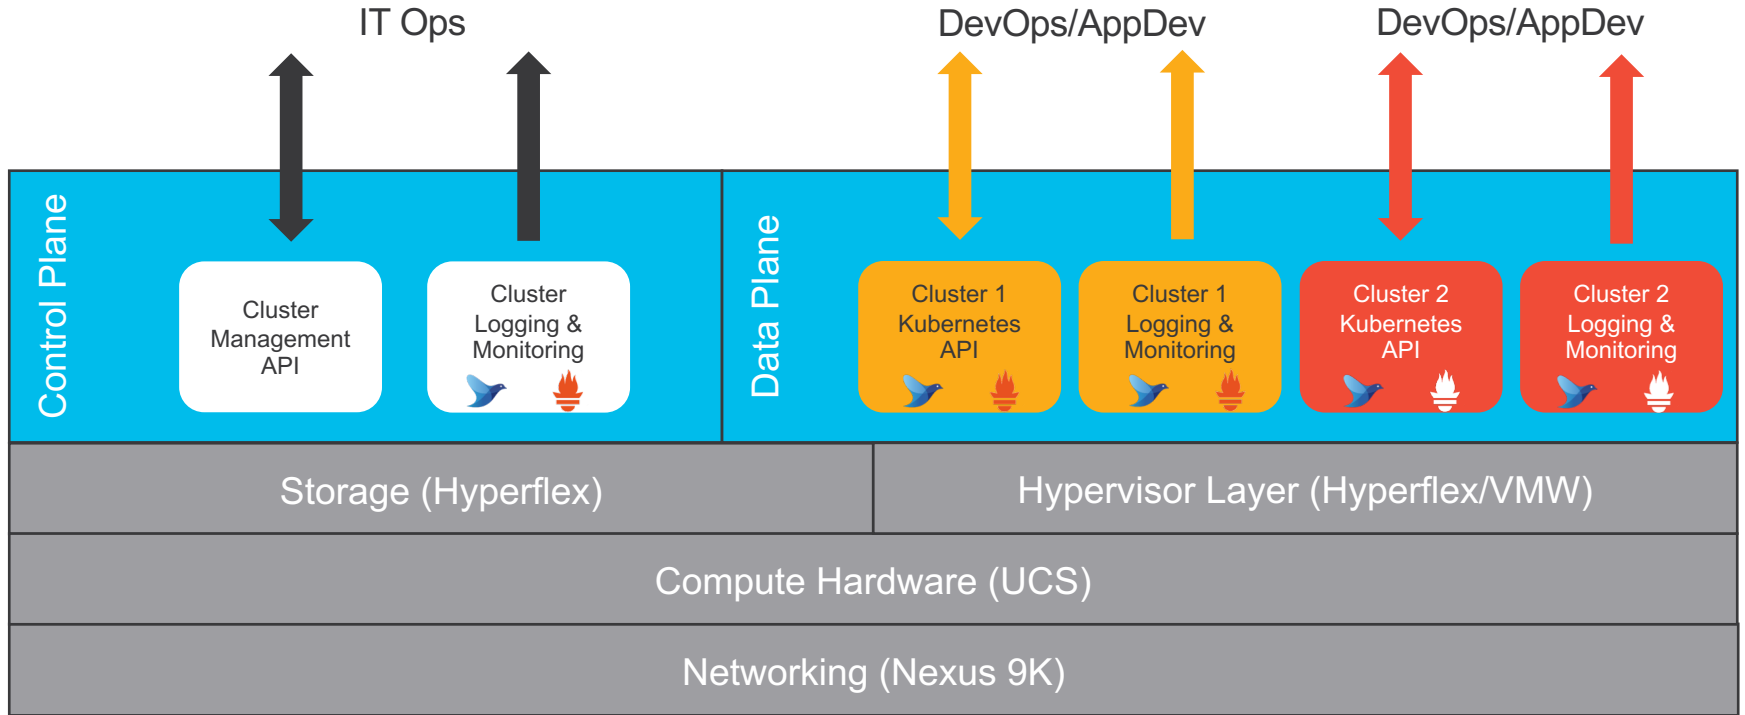 IT Ops
DevOps/AppDev
DevOps/AppDev
Control Plane
Cluster
Management
API
Cluster
Logging &
Monitoring
Data Plane
Cluster 1
Kubernetes
API
Cluster 1
Logging &
Monitoring
Cluster 2
Kubernetes
API
Cluster 2
Logging &
Monitoring
Storage (Hyperflex)
Hypervisor Layer (Hyperflex/VMW)
Compute Hardware (UCS)
Networking (Nexus 9K)